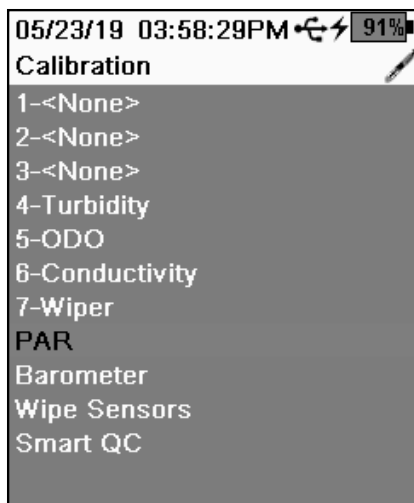 05/23/19 03:58:29PM 91%
Calibration
1-<None>
2-<None>
3-<None>
4-Turbidity
5-ODO
6-Conductivity
7-Wiper
PAR
Barometer
Wipe Sensors
Smart QC